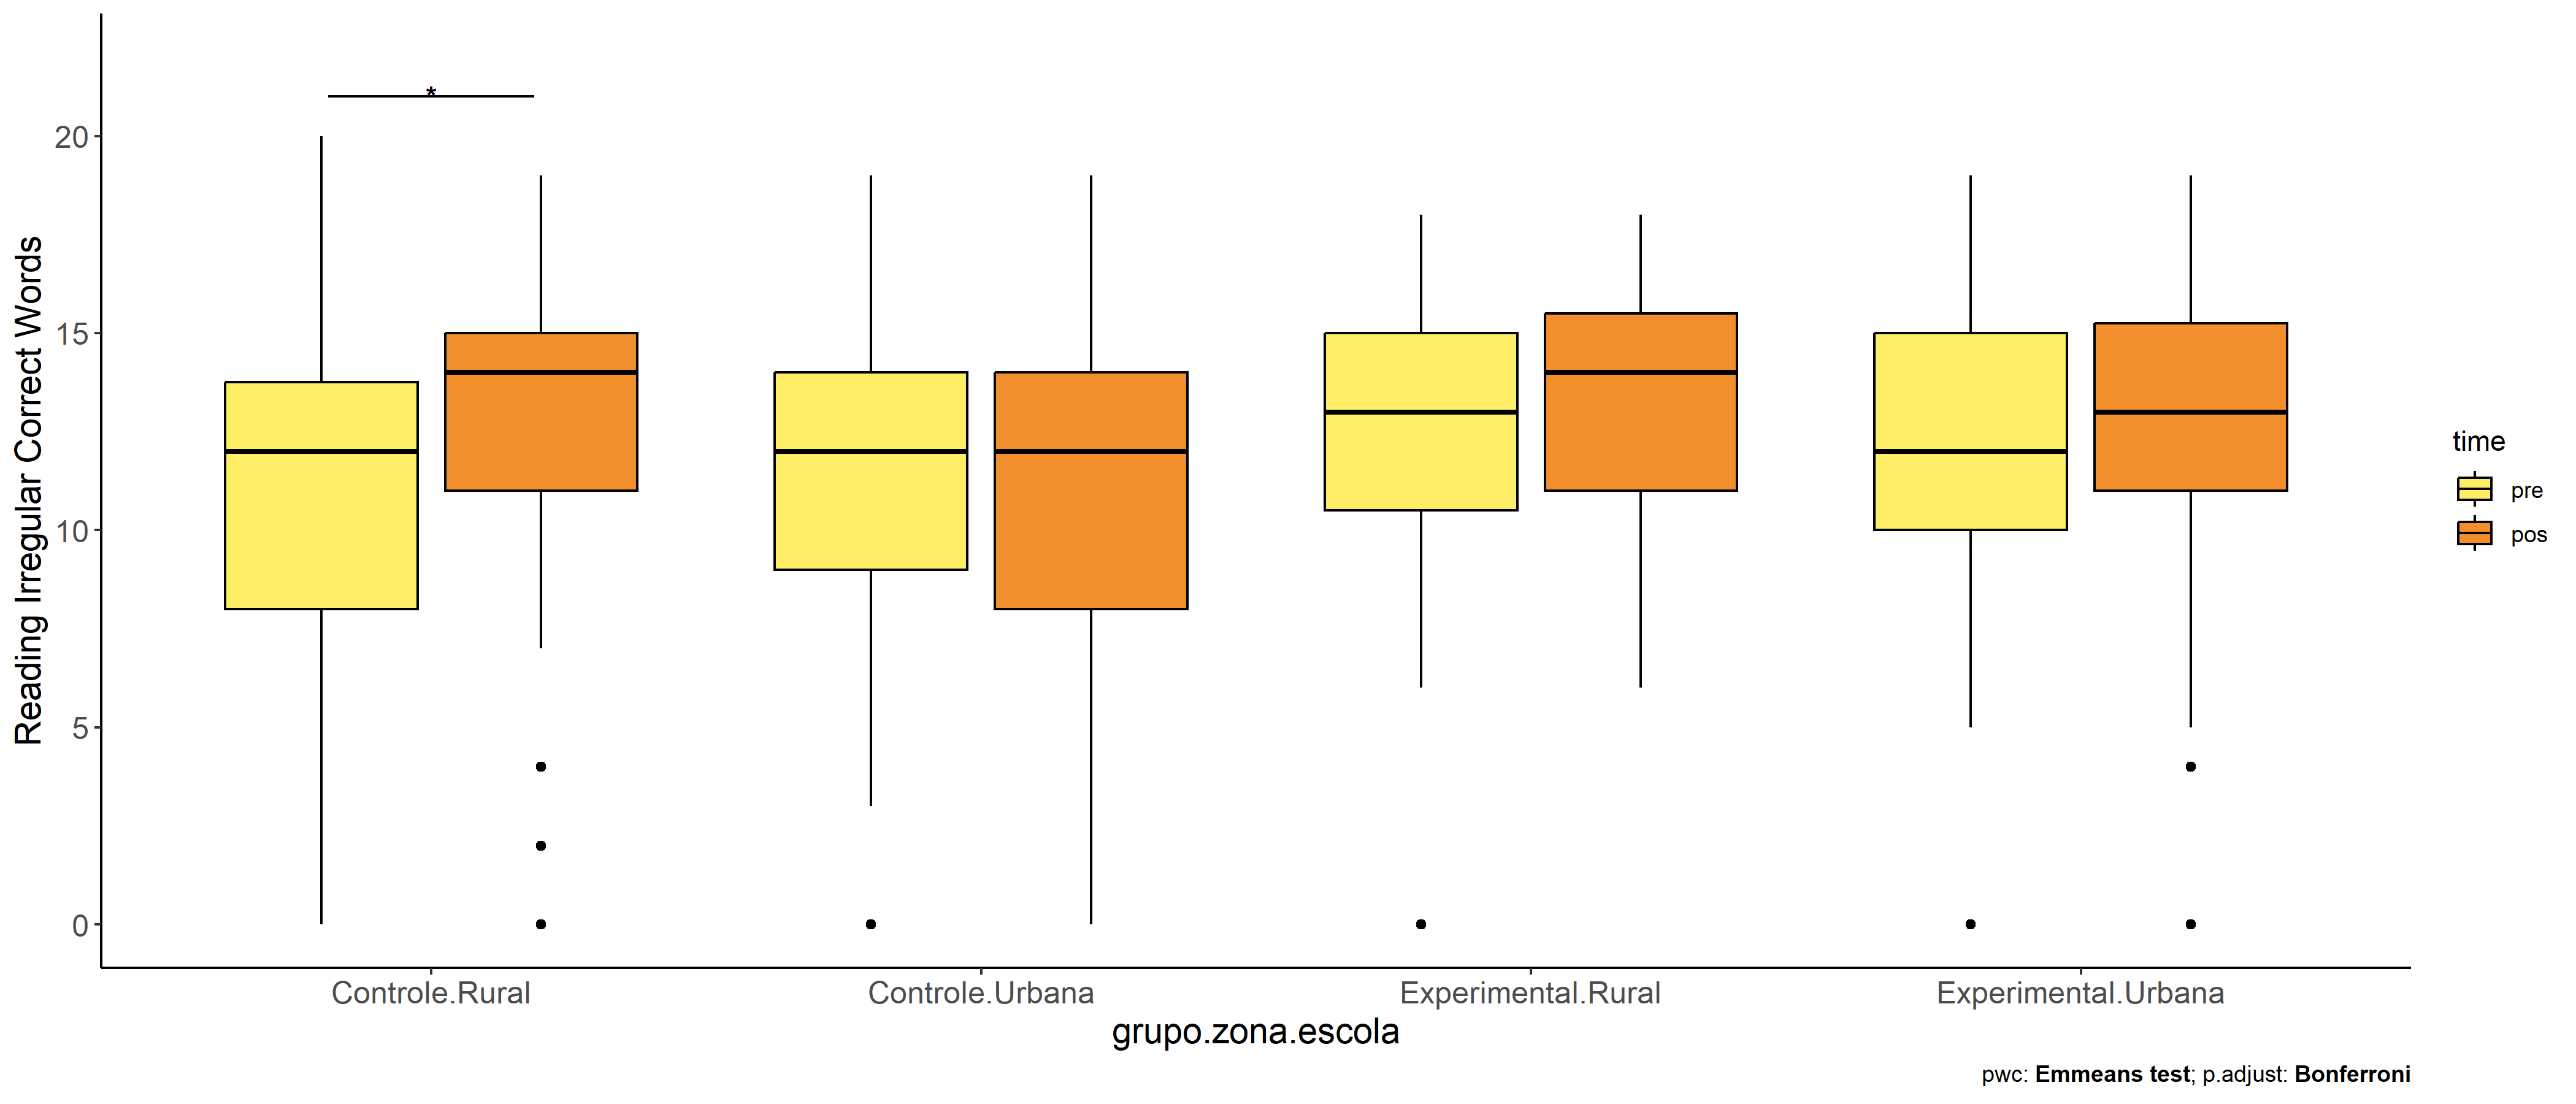 *
20
15
10
5
0
Reading Irregular Correct Words
Controle.Rural
Controle.Urbana
Experimental.Rural
Experimental.Urbana
grupo.zona.escola
time
pre
pos
pwc: Emmeans test; p.adjust: Bonferroni